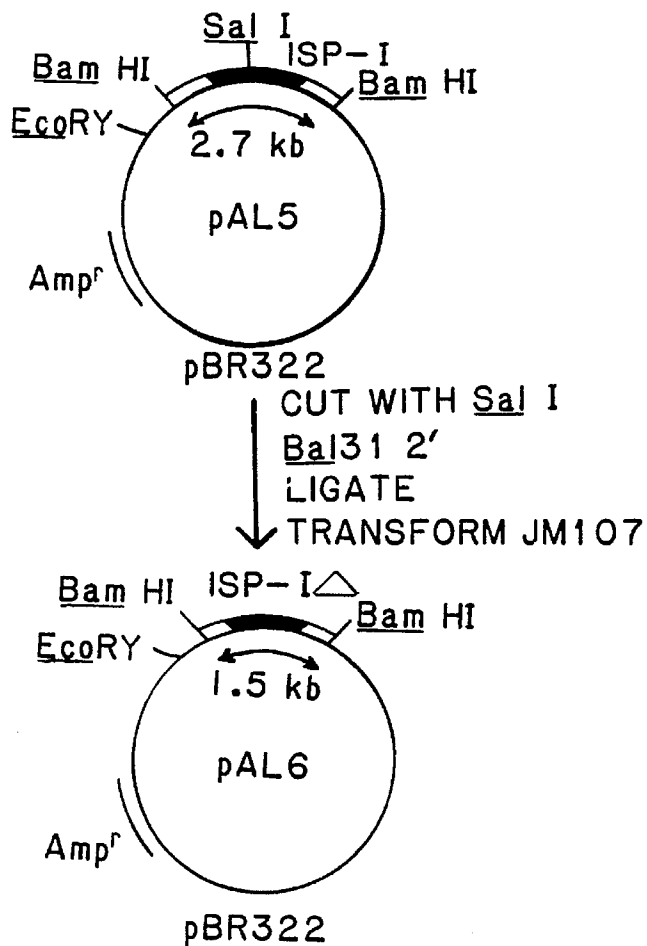 Sal I
ISP-I
Bam HI
Bam HI
EcoRY
2.7 kb
pAL5
Ampr
pBR322
CUT WITH Sal I
Bal31 2′
LIGATE
TRANSFORM JM107
ISP-I△
Bam HI
Bam HI
EcoRY
1.5 kb
pAL6
Ampr
pBR322